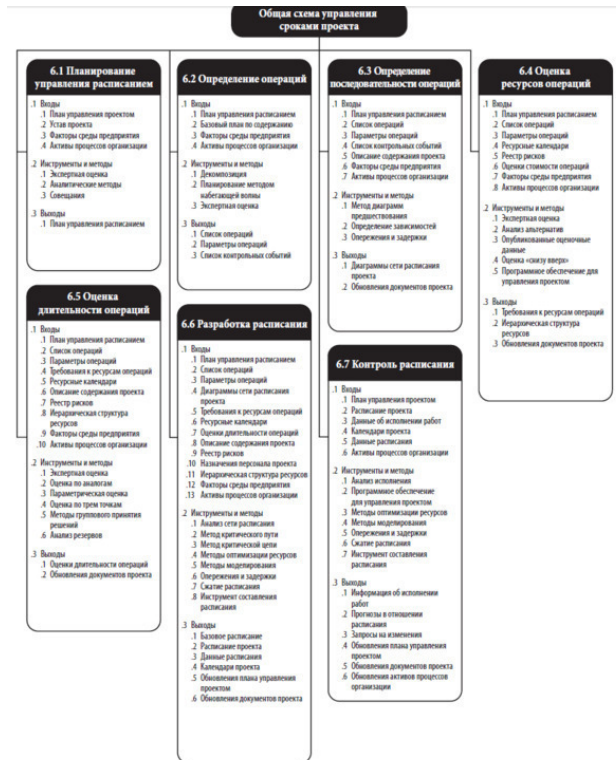 Общая схема управления
сроками проекта
6.1 Планирование
управления расписанием
.1 Входы
.1 План управления проектом
.2 Устав проекта
.3 Факторы среды предприятия
.4 Активы процессов организации
.2 Инструменты и методы
.1 Экспертная оценка
.2 Аналитические методы
.3 Совещания
.3 Выходы
.1 План управления расписанием
6.2 Определение операций
.1 Входы
.1 План управления расписанием
.2 Базовый план по содержанию
.3 Факторы среды предприятия
.4 Активы процессов организации
.2 Инструменты и методы
.1 Декомпозиция
.2 Планирование методом
набегающей волны
.3 Экспертная оценка
.3 Выходы
.1 Список операций
.2 Параметры операций
.3 Список контрольных событий
6.3 Определение
последовательности операций
.1 Входы
.1 План управления расписанием
.2 Список операций
.3 Параметры операций
.4 Список контрольных событий
.5 Описание содержания проекта
.6 Факторы среды предприятия
.7 Активы процессов организации
.2 Инструменты и методы
.1 Метод диаграмм
предшествования
.2 Определение зависимостей
.3 Опережения и задержки
.3 Выходы
.1 Диаграммы сети расписания
проекта
.2 Обновления документов проекта
6.4 Оценка
ресурсов операций
.1 Входы
.1 План управления расписанием
.2 Список операций
.3 Параметры операций
.4 Ресурсные календари
.5 Реестр рисков
.6 Оценки стоимости операций
.7 Факторы среды предприятия
.8 Активы процессов организации
.2 Инструменты и методы
.1 Экспертная оценка
.2 Анализ альтернатив
.3 Опубликованные оценочные
данные
.4 Оценка «снизу вверх»
.5 Программное обеспечение для
управления проектом
.3 Выходы
.1 Требования к ресурсам операций
.2 Иерархическая структура
ресурсов
.3 Обновления документов проекта
6.5 Оценка
длительности операций
.1 Входы
.1 План управления расписанием
.2 Список операций
.3 Параметры операций
.4 Требования к ресурсам операций
.5 Ресурсные календари
.6 Описание содержания проекта
.7 Реестр рисков
.8 Иерархическая структура
ресурсов
.9 Факторы среды предприятия
.10 Активы процессов организации
.2 Инструменты и методы
.1 Экспертная оценка
.2 Оценка по аналогам
.3 Параметрическая оценка
.4 Оценка по трем точкам
.5 Методы группового принятия
решений
.6 Анализ резервов
.3 Выходы
.1 Оценки длительности операций
.2 Обновления документов проекта
6.6 Разработка расписания
.1 Входы
.1 План управления расписанием
.2 Список операций
.3 Параметры операций
.4 Диаграммы сети расписания
проекта
.5 Требования к ресурсам операций
.6 Ресурсные календари
.7 Оценки длительности операций
.8 Описание содержания проекта
.9 Реестр рисков
.10 Назначения персонала проекта
.11 Иерархическая структура ресурсов
.12 Факторы среды предприятия
.13 Активы процессов организации
.2 Инструменты и методы
.1 Анализ сети расписания
.2 Метод критического пути
.3 Метод критической цепи
.4 Методы оптимизации ресурсов
.5 Методы моделирования
.6 Опережения и задержки
.7 Сжатие расписания
.8 Инструмент составления
расписания
.3 Выходы
.1 Базовое расписание
.2 Расписание проекта
.3 Данные расписания
.4 Календари проекта
.5 Обновления плана управления
проектом
.6 Обновления документов проекта
6.7 Контроль расписания
.1 Входы
.1 План управления проектом
.2 Расписание проекта
.3 Данные об исполнении работ
.4 Календари проекта
.5 Данные расписания
.6 Активы процессов организации
.2 Инструменты и методы
.1 Анализ исполнения
.2 Программное обеспечение
для управления проектом
.3 Методы оптимизации ресурсов
.4 Методы моделирования
.5 Опережения и задержки
.6 Сжатие расписания
.7 Инструмент составления
расписания
.3 Выходы
.1 Информация об исполнении
работ
.2 Прогнозы в отношении
расписания
.3 Запросы на изменения
.4 Обновления плана управления
проектом
.5 Обновления документов проекта
.6 Обновления активов процессов
организации